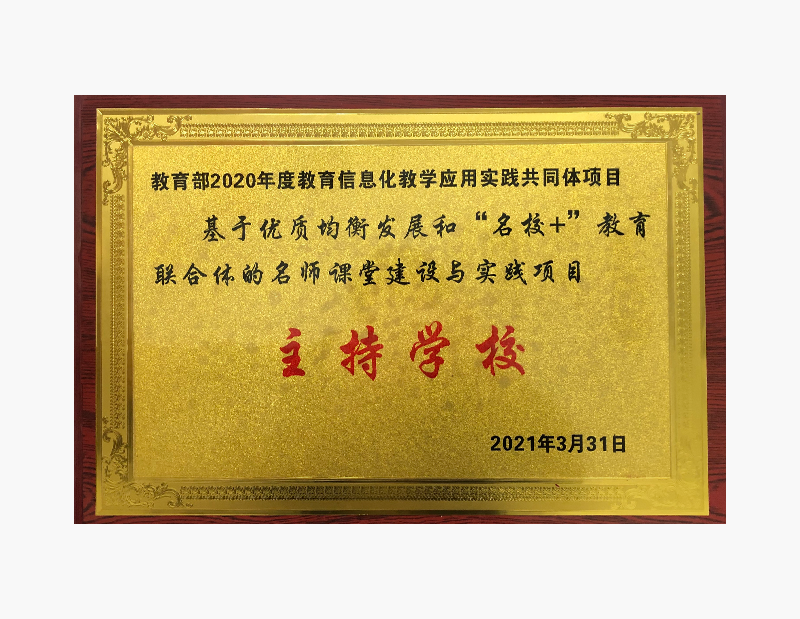 教育部2020年度教育信息化教学应用实践共同体项目
基于优质均衡发展和“名校+”教育
联合体的名师课堂建设与实践项目
主持学校
2021年3月31日